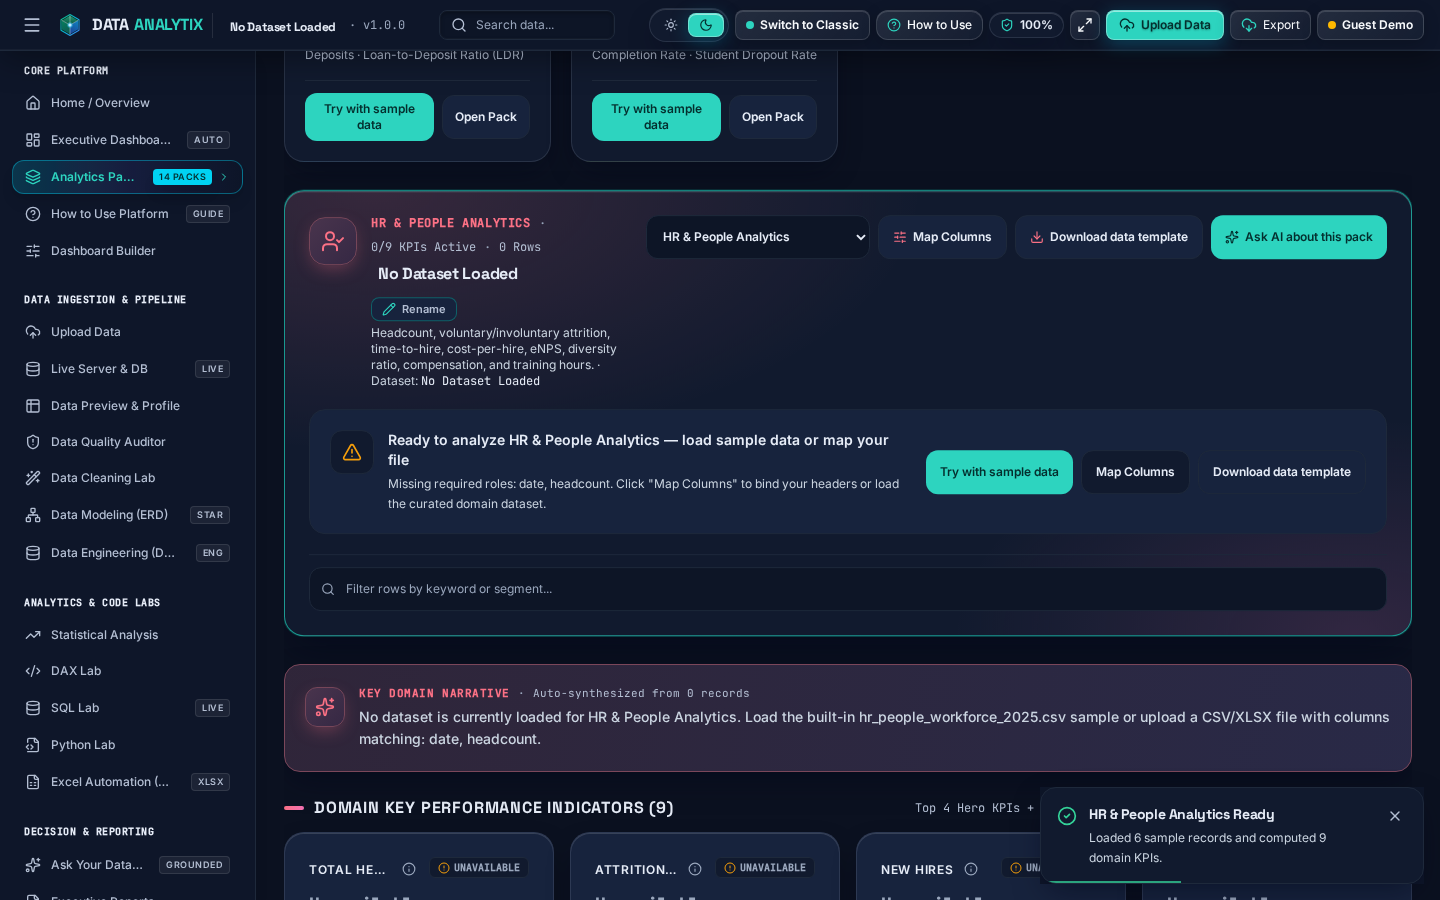 DATA ANALYTIX
No Dataset Loaded
· v1.0.0
Search data...
Switch to Classic
How to Use
100%
Upload Data
Export
Guest Demo
CORE PLATFORM
Home / Overview
Executive Dashboa...
AUTO
Analytics Pa...
14 PACKS
How to Use Platform
GUIDE
Dashboard Builder
DATA INGESTION & PIPELINE
Upload Data
Live Server & DB
LIVE
Data Preview & Profile
Data Quality Auditor
Data Cleaning Lab
Data Modeling (ERD)
STAR
Data Engineering (D...
ENG
ANALYTICS & CODE LABS
Statistical Analysis
DAX Lab
SQL Lab
LIVE
Python Lab
Excel Automation (...
XLSX
DECISION & REPORTING
Ask Your Data...
GROUNDED
Executive Reports
Deposits · Loan-to-Deposit Ratio (LDR)
Try with sample
data
Open Pack
Completion Rate · Student Dropout Rate
Try with sample
data
Open Pack
HR & PEOPLE ANALYTICS ·
0/9 KPIs Active · 0 Rows
No Dataset Loaded
Rename
Headcount, voluntary/involuntary attrition,
time-to-hire, cost-per-hire, eNPS, diversity
ratio, compensation, and training hours. ·
Dataset: No Dataset Loaded
HR & People Analytics
Map Columns
Download data template
Ask AI about this pack
Ready to analyze HR & People Analytics — load sample data or map your
file
Missing required roles: date, headcount. Click "Map Columns" to bind your headers or load
the curated domain dataset.
Try with sample data
Map Columns
Download data template
Filter rows by keyword or segment...
KEY DOMAIN NARRATIVE · Auto-synthesized from 0 records
No dataset is currently loaded for HR & People Analytics. Load the built-in hr_people_workforce_2025.csv sample or upload a CSV/XLSX file with columns
matching: date, headcount.
DOMAIN KEY PERFORMANCE INDICATORS (9)
Top 4 Hero KPIs +
TOTAL HE...
UNAVAILABLE
ATTRITION...
UNAVAILABLE
NEW HIRES
UNA
HR & People Analytics Ready
Loaded 6 sample records and computed 9
domain KPIs.